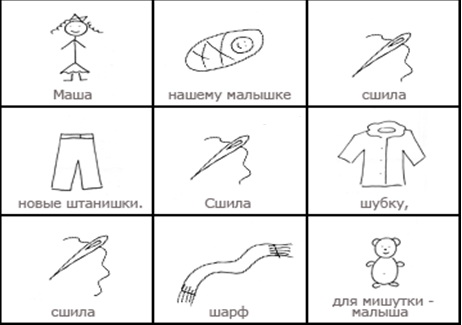 Маша
нашему малышке
сшила
новые штанишки.
Сшила
шубку,
сшила
шарф
для мишутки -
малыша